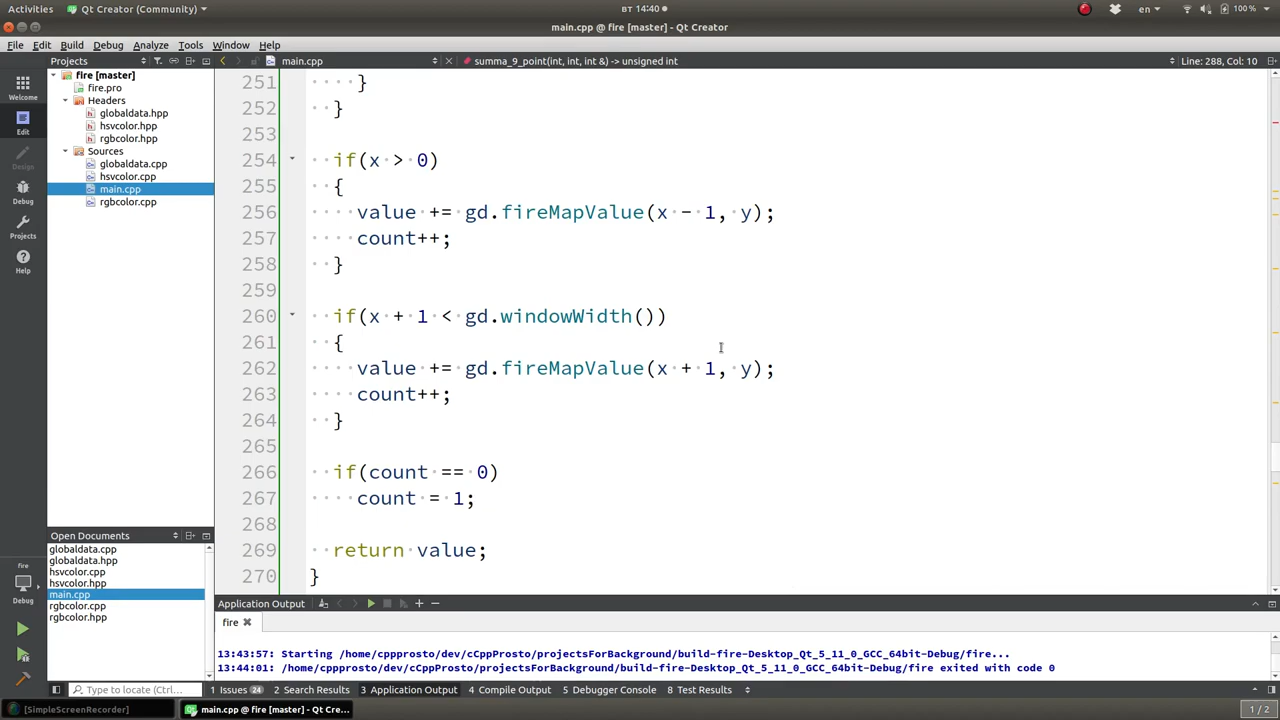 Activities
Qt Creator (Community)
BT 14:40
en
100 %
main.cpp @ fire [master] - Qt Creator
File Edit Build Debug Analyze Tools Window Help
Projects
main.cpp
summa_9_point(int, int, int &) -> unsigned int
Line: 288, Col: 10
Welcome
Edit
Design
Debug
Projects
Help
fire [master]
fire.pro
Headers
globaldata.hpp
hsvcolor.hpp
rgbcolor.hpp
Sources
globaldata.cpp
hsvcolor.cpp
main.cpp
rgbcolor.cpp
251 }
252 }
253
254 if(x > 0)
255 {
256 value += gd.fireMapValue(x - 1, y);
257 count++;
258 }
259
260 if(x + 1 < gd.windowWidth())
261 {
262 value += gd.fireMapValue(x + 1, y);
263 count++;
264 }
265
266 if(count == 0)
267 count = 1;
268
269 return value;
270 }
Open Documents
globaldata.cpp
globaldata.hpp
hsvcolor.cpp
hsvcolor.hpp
main.cpp
rgbcolor.cpp
rgbcolor.hpp
fire
Debug
Application Output
fire
13:43:57: Starting /home/cppprosto/dev/cCppProsto/projectsForBackground/build-fire-Desktop_Qt_5_11_0_GCC_64bit-Debug/fire...
13:44:01: /home/cppprosto/dev/cCppProsto/projectsForBackground/build-fire-Desktop_Qt_5_11_0_GCC_64bit-Debug/fire exited with code 0
Type to locate (Ctrl...
1 Issues 24
2 Search Results
3 Application Output
4 Compile Output
5 Debugger Console
8 Test Results
[SimpleScreenRecorder]
main.cpp @ fire [master] - Qt Cre...
1 / 2